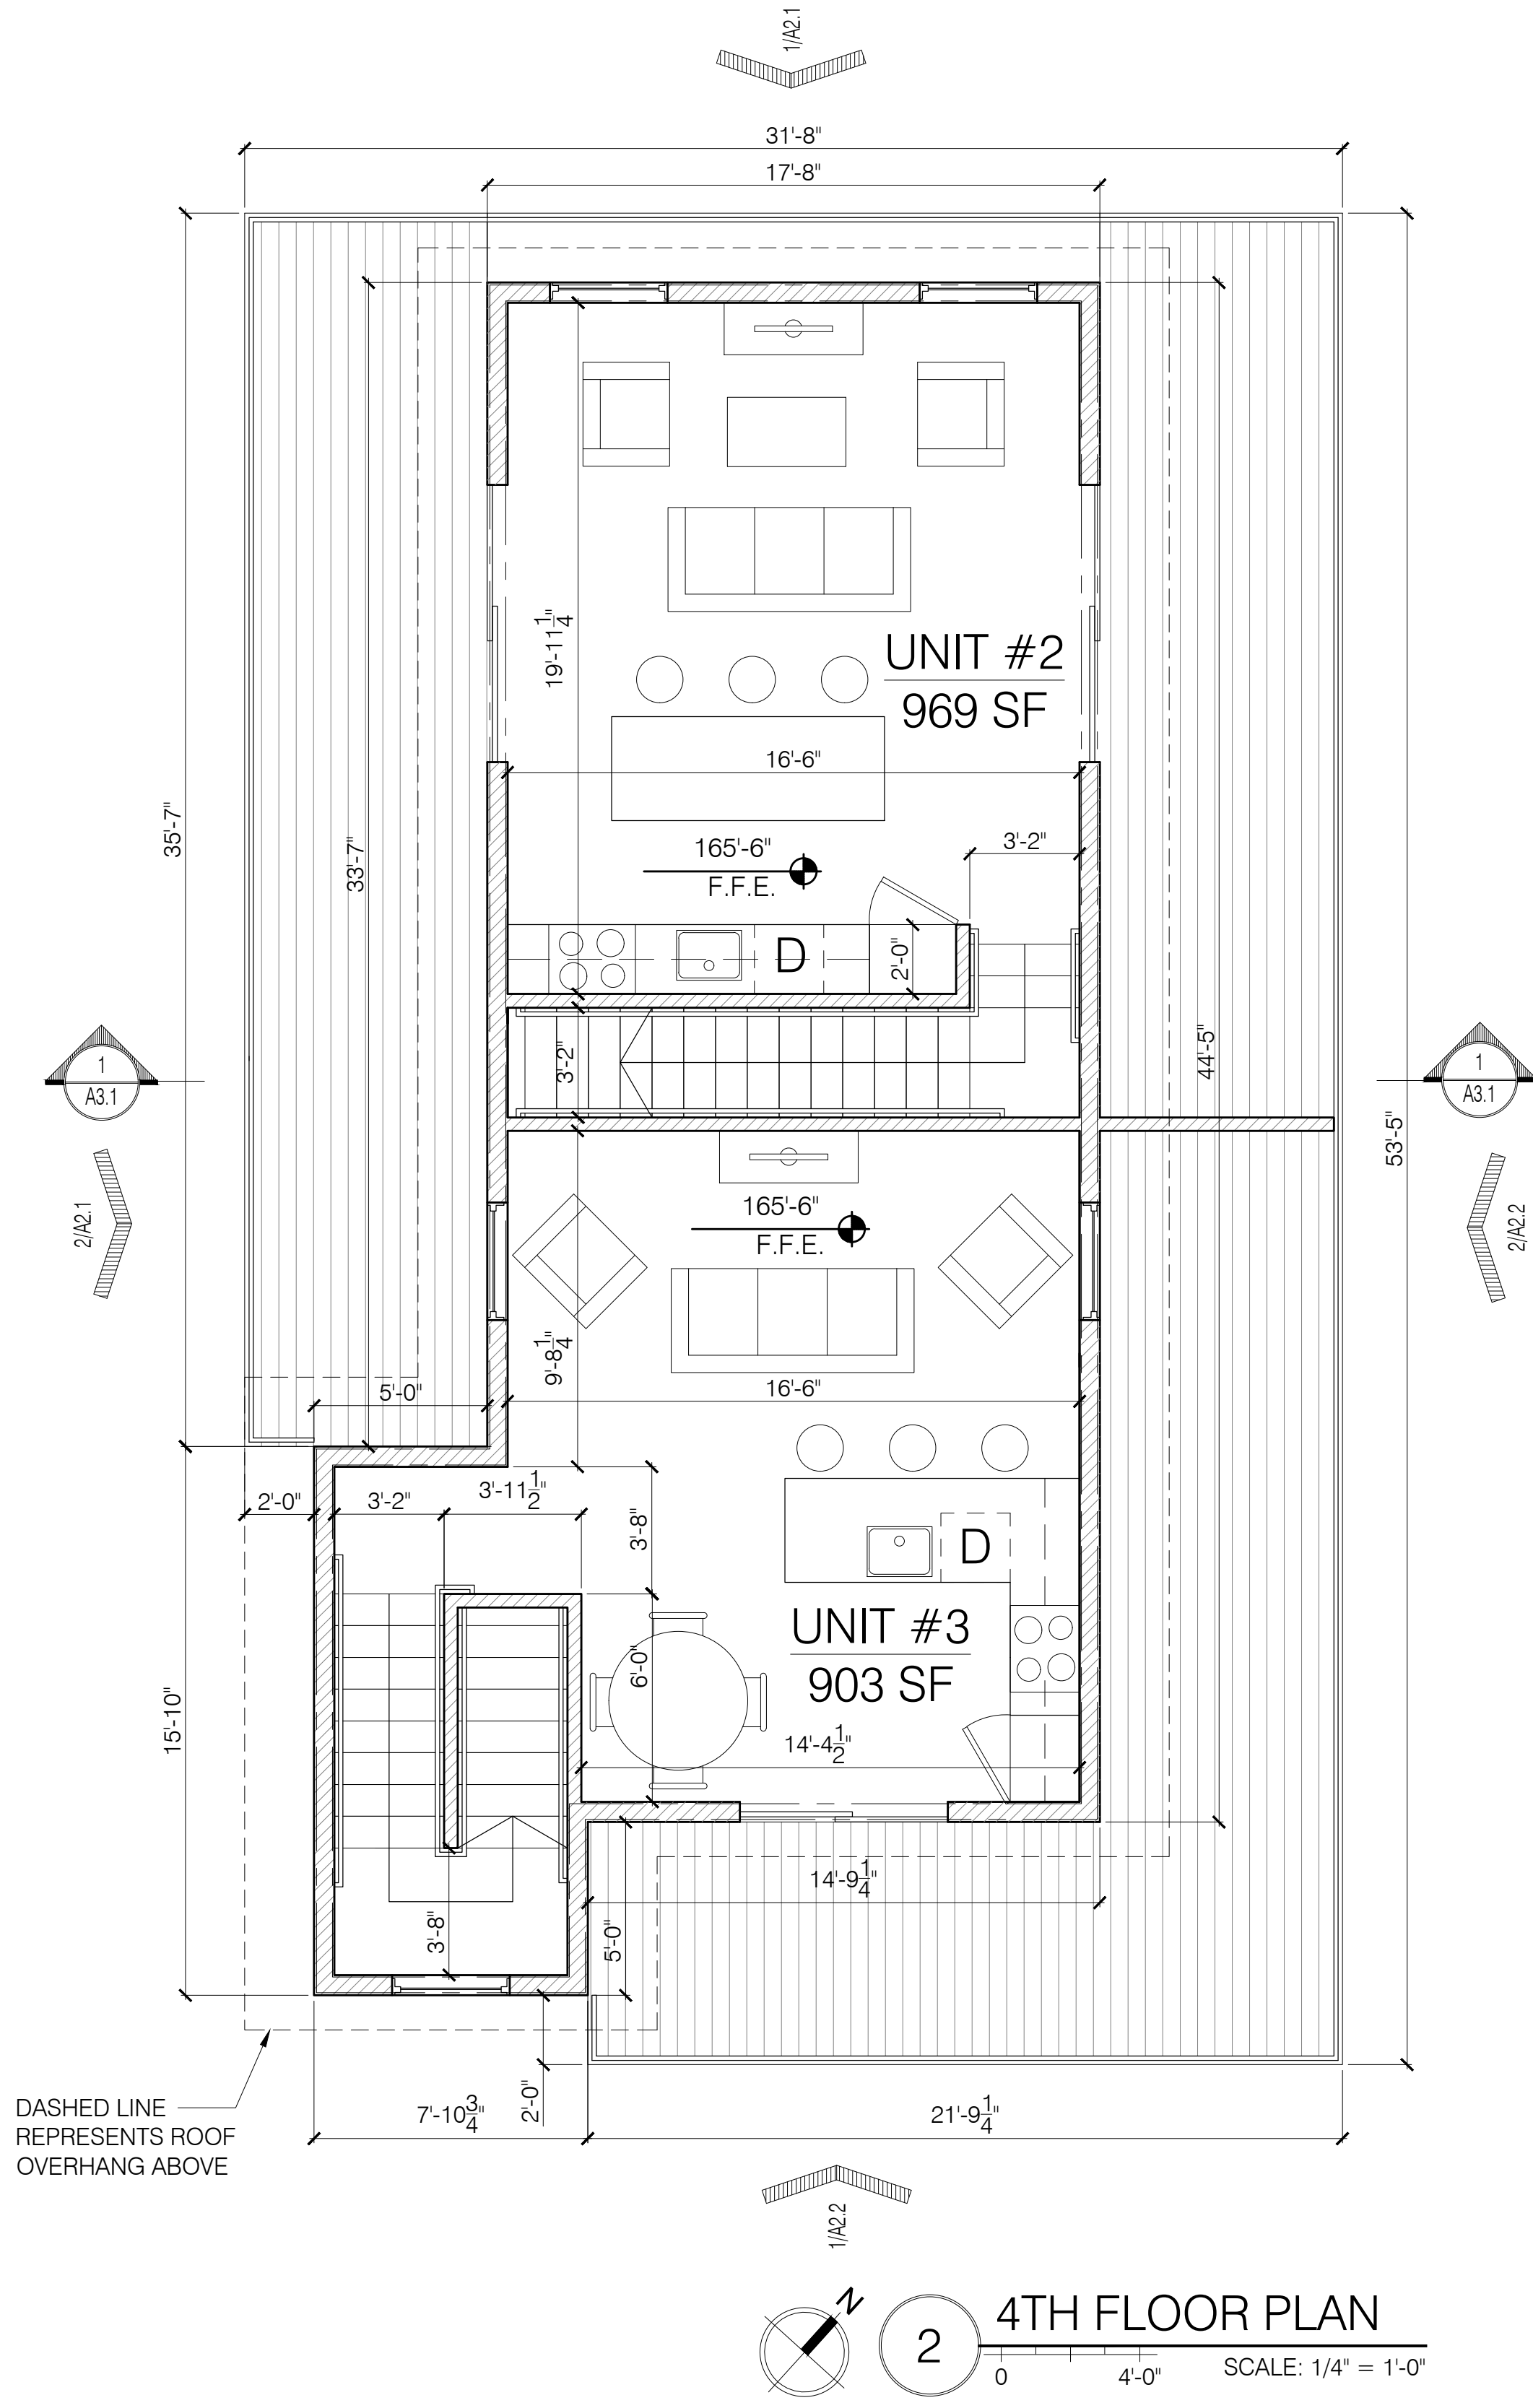 1/A2.1
31'-8"
17'-8"
35'-7"
33'-7"
19'-11 1/4"
UNIT #2
969 SF
16'-6"
165'-6"
F.F.E.
3'-2"
D
2'-0"
3'-2"
44'-5"
53'-5"
1
A3.1
1
A3.1
2/A2.1
2/A2.2
165'-6"
F.F.E.
9'-8 1/4"
5'-0"
16'-6"
2'-0"
3'-2"
3'-11 1/2"
3'-8"
D
UNIT #3
903 SF
6'-0"
15'-10"
14'-4 1/2"
14'-9 1/4"
3'-8"
5'-0"
DASHED LINE
REPRESENTS ROOF
OVERHANG ABOVE
7'-10 3/4"
2'-0"
21'-9 1/4"
1/A2.2
N
2
4TH FLOOR PLAN
0
4'-0"
SCALE: 1/4" = 1'-0"